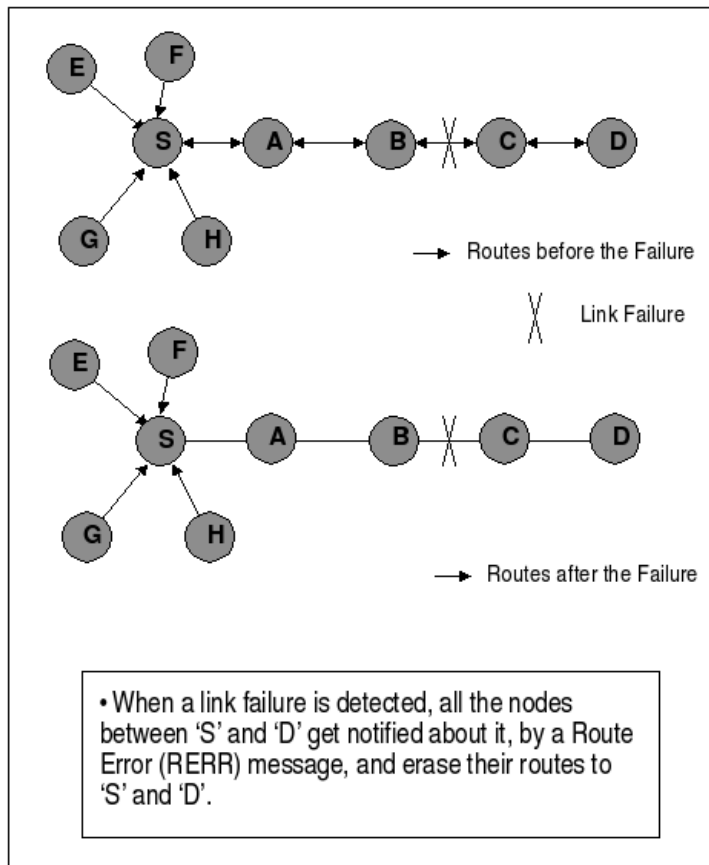 E
F
S A B C D
G H
Routes before the Failure
Link Failure
E
F
S A B C D
G H
Routes after the Failure
• When a link failure is detected, all the nodes
between ‘S’ and ‘D’ get notified about it, by a Route
Error (RERR) message, and erase their routes to
‘S’ and ‘D’.